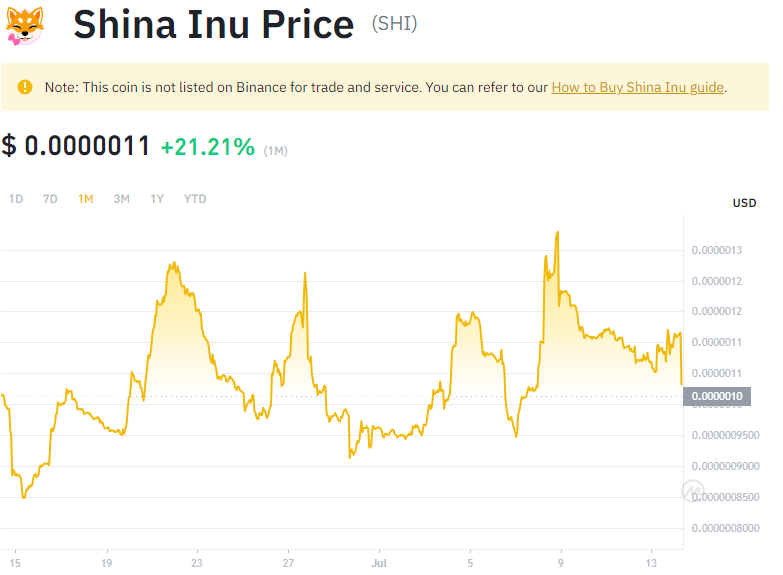 Shina Inu Price (SHI)
Note: This coin is not listed on Binance for trade and service. You can refer to our How to Buy Shina Inu guide.
$ 0.0000011 +21.21% (1M)
1D 7D 1M 3M 1Y YTD
USD
0.0000013
0.0000012
0.0000012
0.0000011
0.0000011
0.0000010
0.0000009500
0.0000009000
0.0000008500
0.0000008000
15 19 23 27 Jul 5 9 13